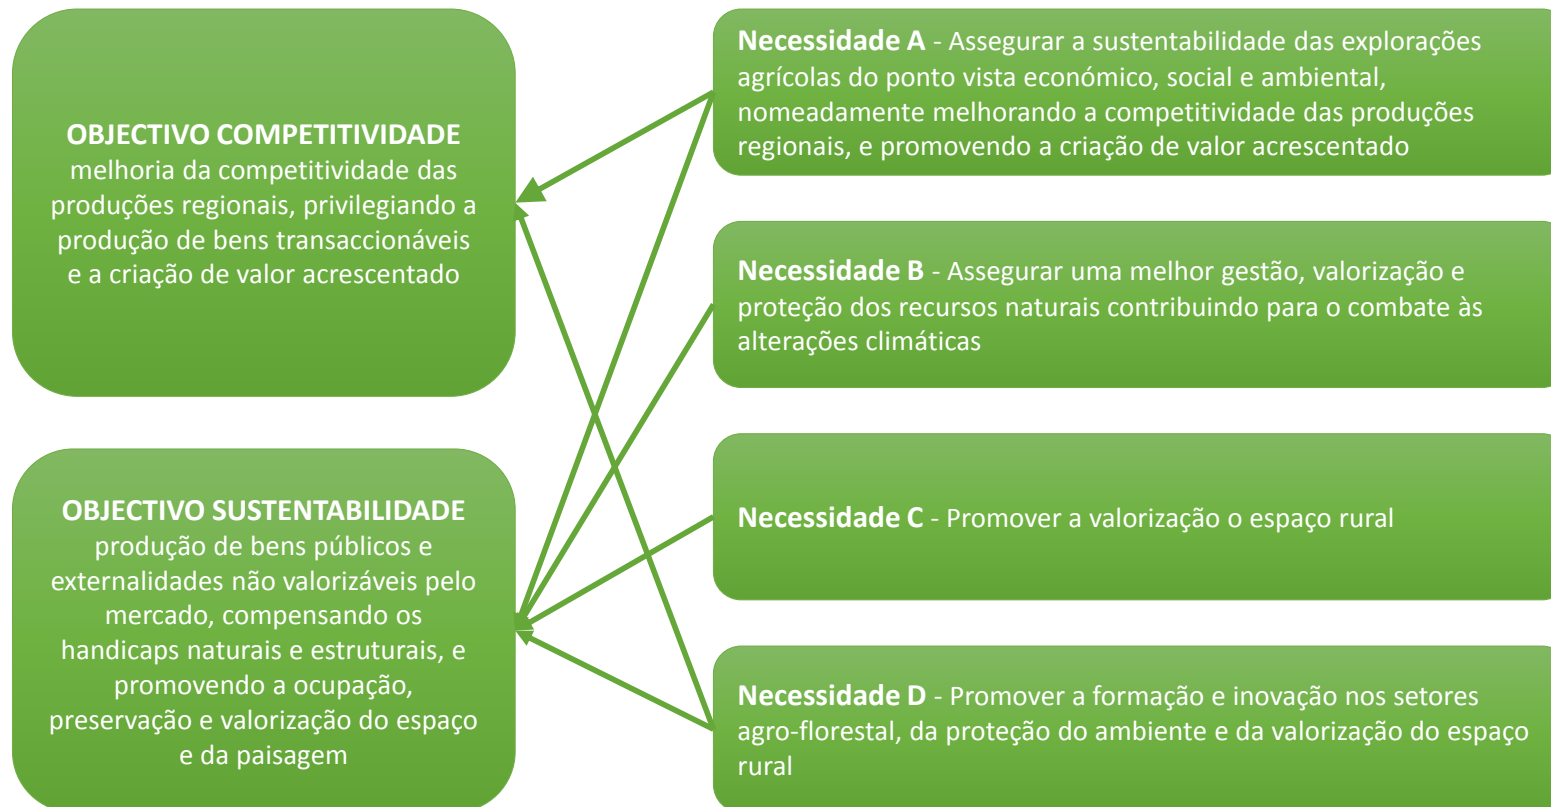 OBJECTIVO COMPETITIVIDADE
melhoria da competitividade das
produções regionais, privilegiando a
produção de bens transaccionáveis
e a criação de valor acrescentado
OBJECTIVO SUSTENTABILIDADE
produção de bens públicos e
externalidades não valorizáveis pelo
mercado, compensando os
handicaps naturais e estruturais, e
promovendo a ocupação,
preservação e valorização do espaço
e da paisagem
Necessidade A - Assegurar a sustentabilidade das explorações
agrícolas do ponto vista económico, social e ambiental,
nomeadamente melhorando a competitividade das produções
regionais, e promovendo a criação de valor acrescentado
Necessidade B - Assegurar uma melhor gestão, valorização e
proteção dos recursos naturais contribuindo para o combate às
alterações climáticas
Necessidade C - Promover a valorização o espaço rural
Necessidade D - Promover a formação e inovação nos setores
agro-florestal, da proteção do ambiente e da valorização do espaço
rural